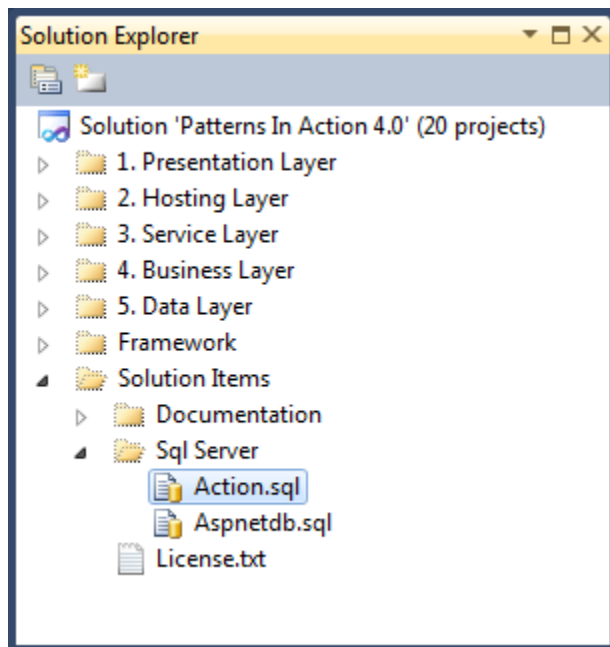 Solution Explorer
Solution 'Patterns In Action 4.0' (20 projects)
1. Presentation Layer
2. Hosting Layer
3. Service Layer
4. Business Layer
5. Data Layer
Framework
Solution Items
Documentation
Sql Server
Action.sql
Aspnetdb.sql
License.txt